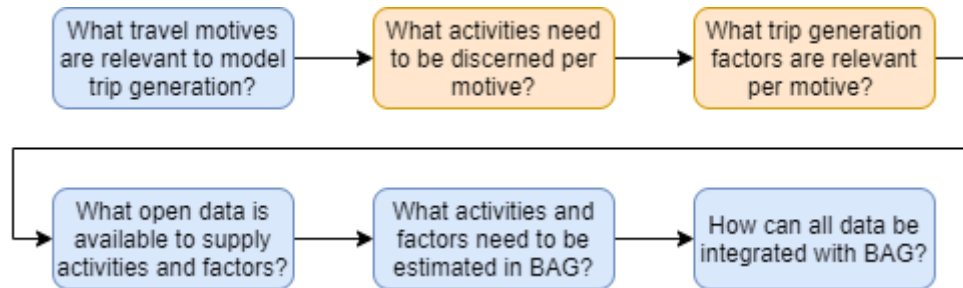 What travel motives
are relevant to model
trip generation?
What activities need
to be discerned per
motive?
What trip generation
factors are relevant
per motive?
What open data is
available to supply
activities and factors?
What activities and
factors need to be
estimated in BAG?
How can all data be
integrated with BAG?